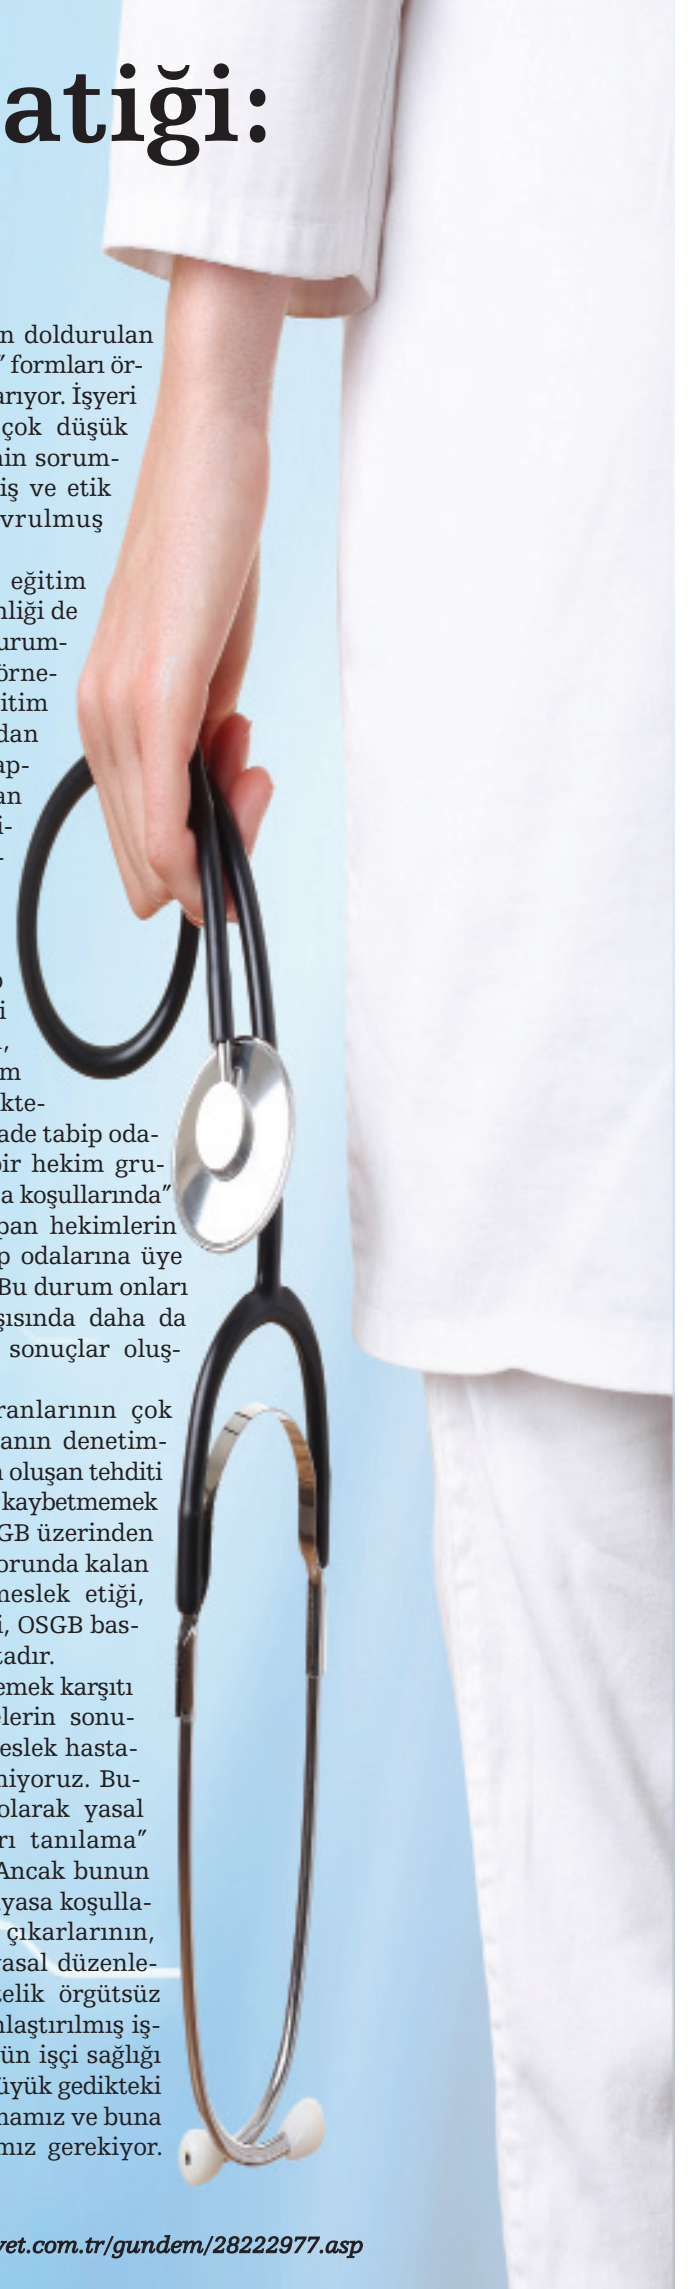 atiği:
n doldurulan
" formları ör-
arıyor. İşyeri
çok düşük
nin sorum-
iş ve etik
vrulmuş
eğitim
nliği de
urum-
örne-
itim
dan
ap-
an
i-
-
i
,
m
kte-
ade tabip oda-
bir hekim gru-
a koşullarında"
pan hekimlerin
p odalarına üye
Bu durum onları
şısında daha da
sonuçlar oluş-
ranlarının çok
anın denetim-
n oluşan tehditi
kaybetmemek
GB üzerinden
orunda kalan
meslek etiği,
i, OSGB bas-
tadır.
emek karşıtı
elerin sonu-
eslek hasta-
niyoruz. Bu-
olarak yasal
rı tanılama"
Ancak bunun
yasa koşulla-
çıkarlarının,
yasal düzenle-
telik örgütsüz
nlaştırılmış iş-
ün işçi sağlığı
üyük gedikteki
mamız ve buna
mız gerekiyor.
vet.com.tr/gundem/28222977.asp